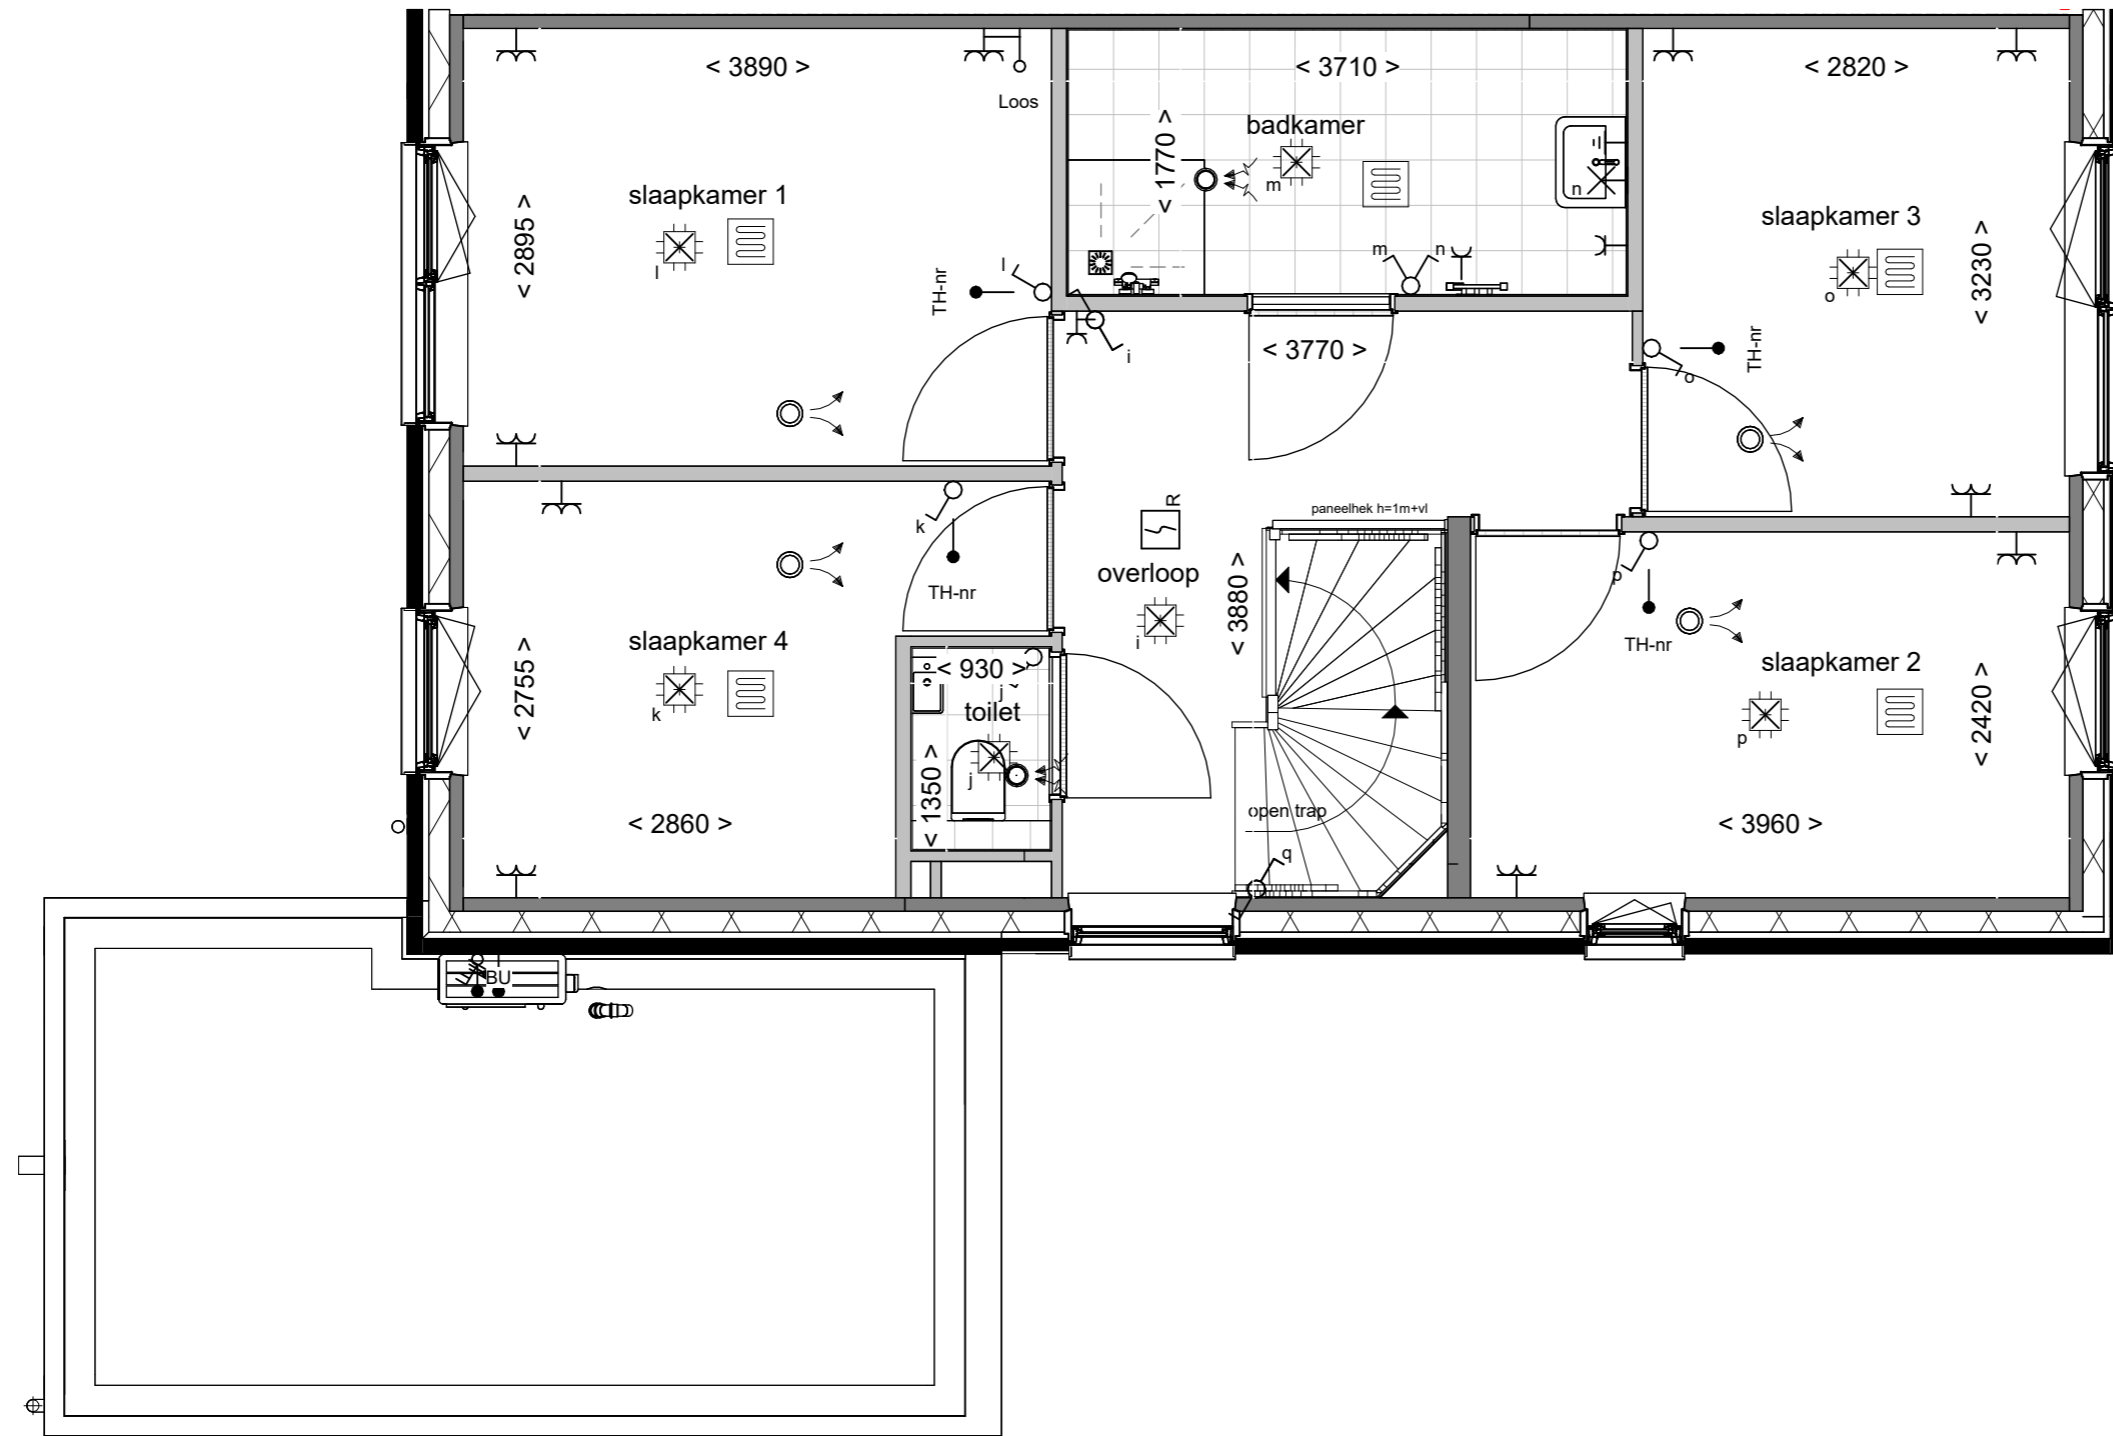 < 3890 >
< 3710 >
< 2820 >
Loos
badkamer
< 1770 >
m
n
slaapkamer 1
l
< 2895 >
TH-nr
l
m
n
slaapkamer 3
o
< 3230 >
TH-nr
o
i
< 3770 >
k
TH-nr
R
paneelhek h=1m+vl
overloop
i
< 3880 >
p
TH-nr
slaapkamer 4
k
< 2755 >
< 930 >
j
toilet
j
< 1350 >
slaapkamer 2
p
< 2420 >
< 2860 >
open trap
q
< 3960 >
BU